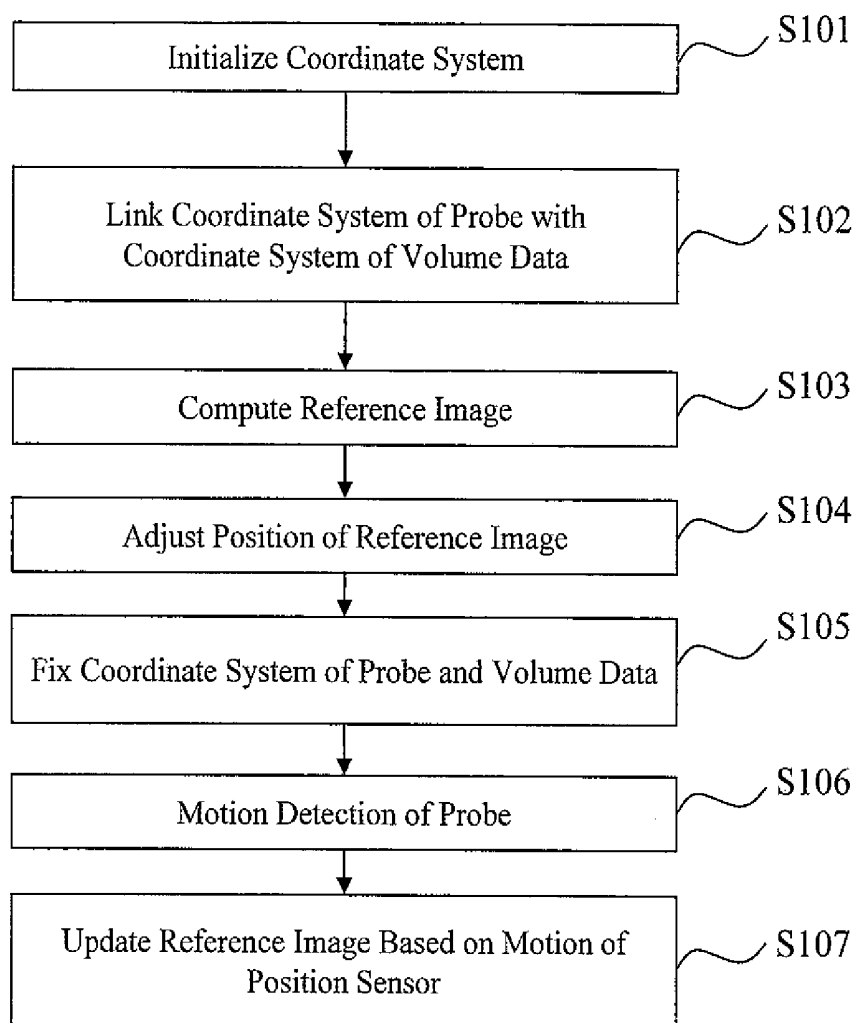 S101
Initialize Coordinate System
Link Coordinate System of Probe with
Coordinate System of Volume Data
S102
Compute Reference Image
S103
Adjust Position of Reference Image
S104
Fix Coordinate System of Probe and Volume Data
S105
Motion Detection of Probe
S106
Update Reference Image Based on Motion of
Position Sensor
S107